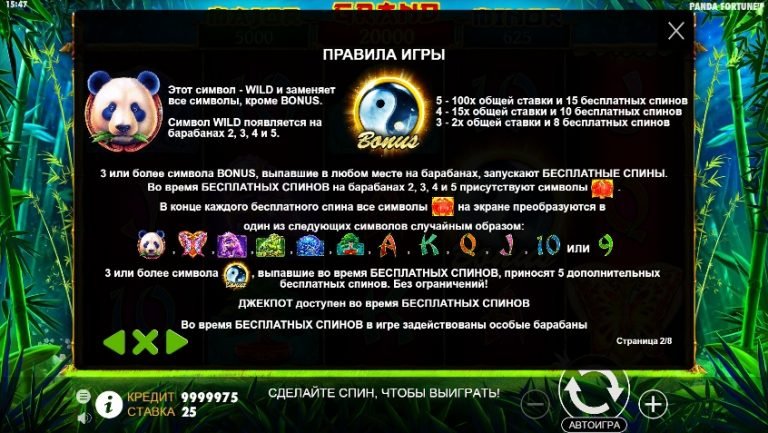 15:47
PANDA FORTUNE™
GRAND
5000 20000 625
ПРАВИЛА ИГРЫ
Этот символ - WILD и заменяет
все символы, кроме BONUS.
Символ WILD появляется на
барабанах 2, 3, 4 и 5.
Bonus
5 - 100x общей ставки и 15 бесплатных спинов
4 - 15x общей ставки и 10 бесплатных спинов
3 - 2x общей ставки и 8 бесплатных спинов
3 или более символа BONUS, выпавшие в любом месте на барабанах, запускают БЕСПЛАТНЫЕ СПИНЫ.
Во время БЕСПЛАТНЫХ СПИНОВ на барабанах 2, 3, 4 и 5 присутствуют символы .
В конце каждого бесплатного спина все символы на экране преобразуются в
один из следующих символов случайным образом:
, , , , , , A , K , Q , J , 10 или 9
3 или более символа Bonus , выпавшие во время БЕСПЛАТНЫХ СПИНОВ, приносят 5 дополнительных
бесплатных спинов. Без ограничений!
ДЖЕКПОТ доступен во время БЕСПЛАТНЫХ СПИНОВ
Во время БЕСПЛАТНЫХ СПИНОВ в игре задействованы особые барабаны
Страница 2/8
КРЕДИТ 9999975
СТАВКА 25
СДЕЛАЙТЕ СПИН, ЧТОБЫ ВЫИГРАТЬ!
АВТОИГРА